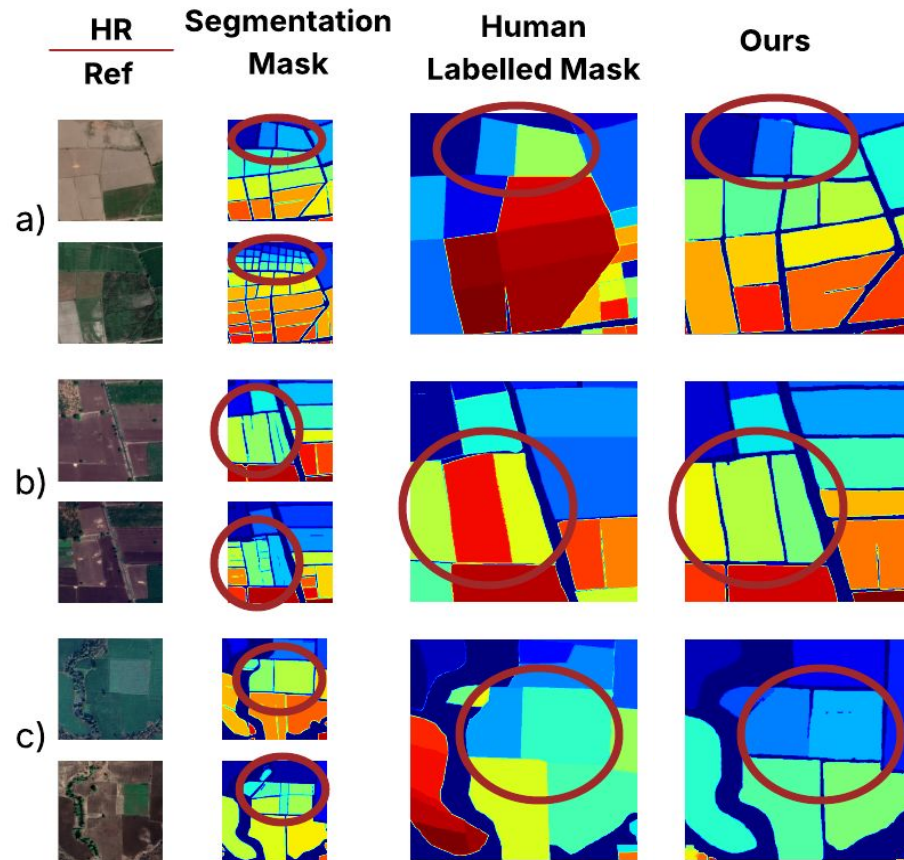 HR
Ref
Segmentation
Mask
Human
Labelled Mask
Ours
a)
b)
c)